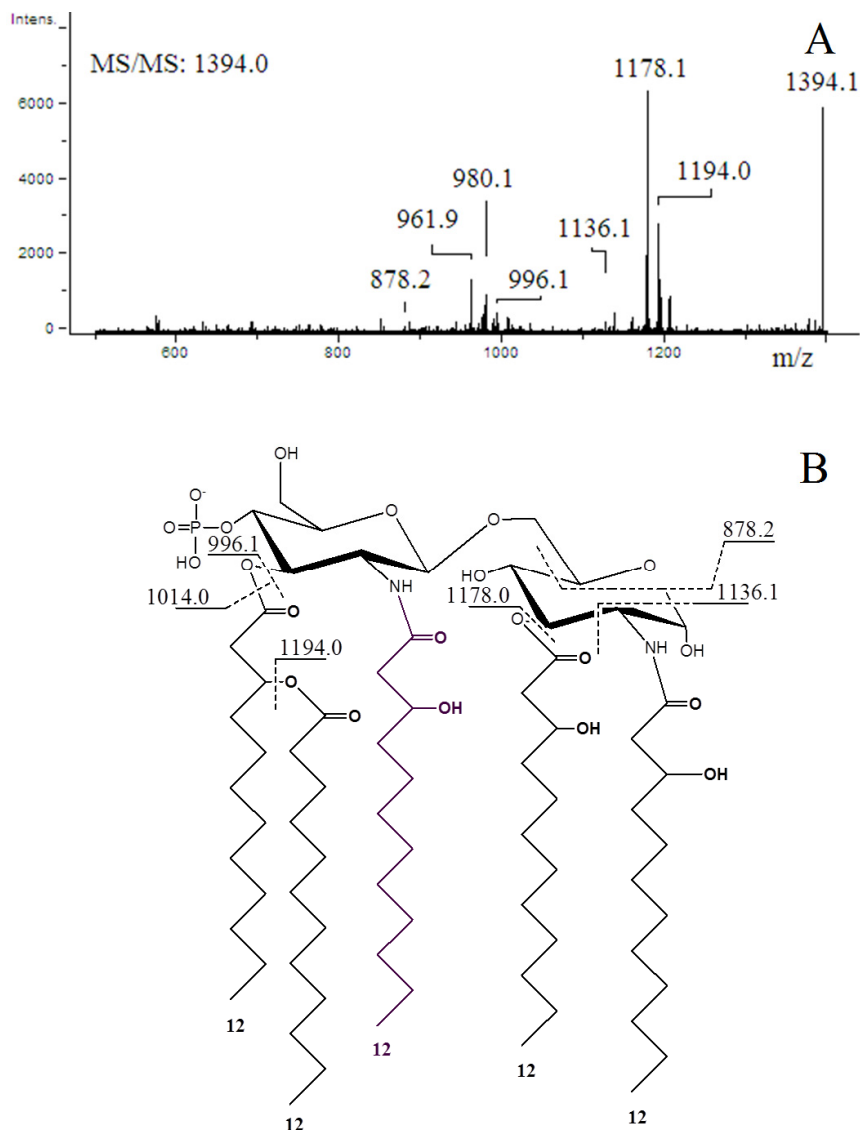 Intens.
A
MS/MS: 1394.0
1178.1
1394.1
6000
4000
2000
0
980.1
1194.0
961.9
1136.1
878.2
996.1
600
800
1000
1200
m/z
B
OH
O-
O=P-O
HO
O
O
O
996.1
O
NH
HO
878.2
1014.0
O
O
1178.0
1136.1
O
O
NH
OH
1194.0
O
O
OH
OH
O
O
OH
12
12
12
12
12